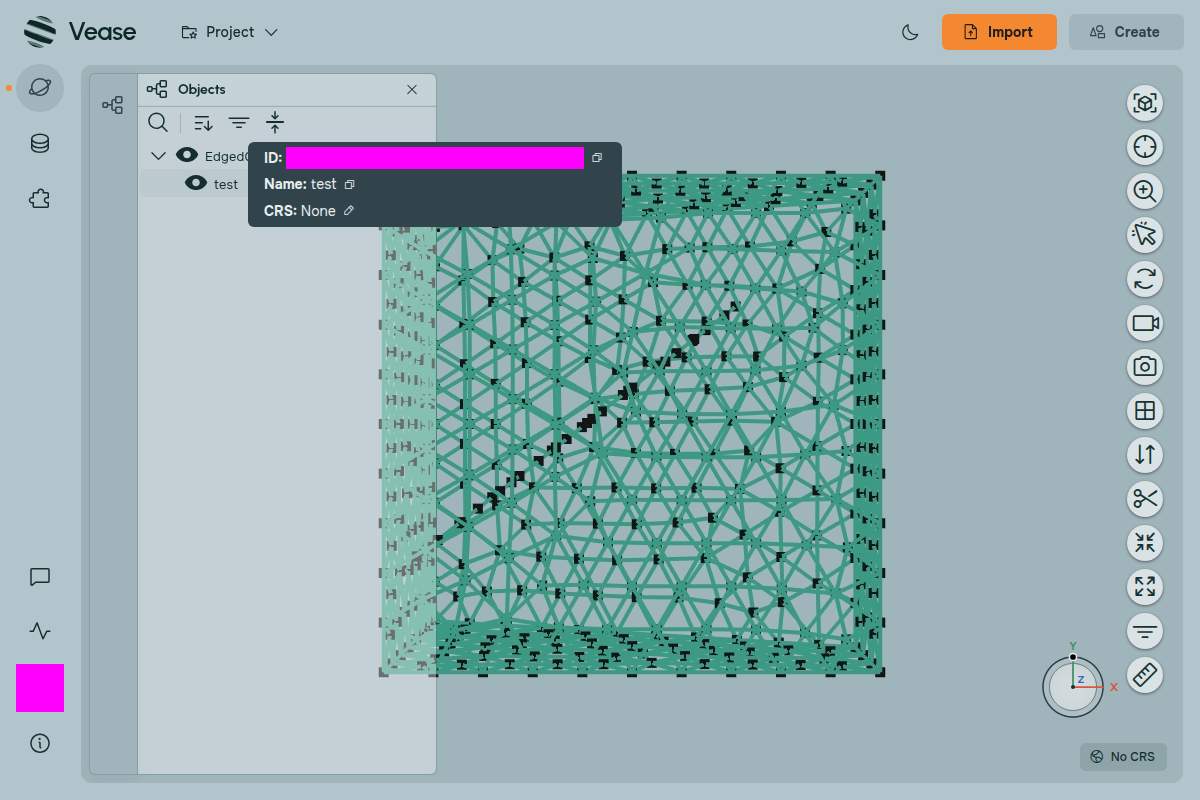 Vease
Project
Import
Create
Objects
EdgedC
test
ID:
Name: test
CRS: None
Y
Z
X
No CRS